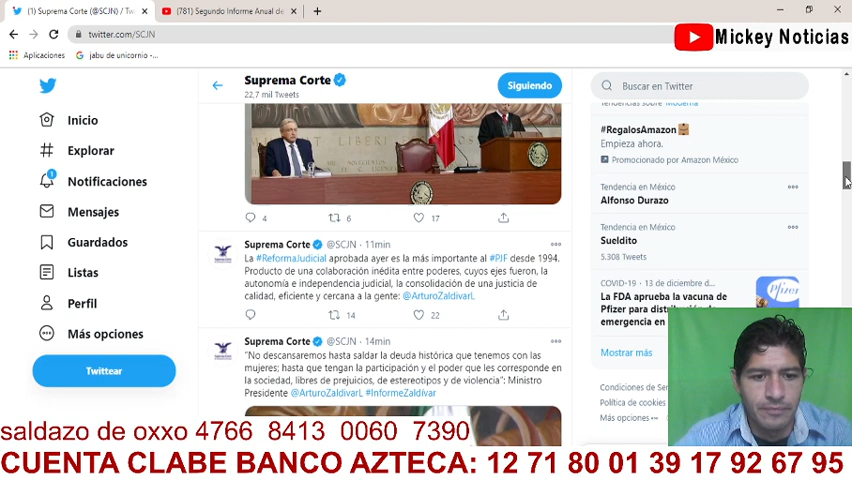 (1) Suprema Corte (@SCJN) / Tw
(781) Segundo Informe Anual de
twitter.com/SCJN
Aplicaciones
jabu de unicornio -...
Mickey Noticias
Inicio
Explorar
1
Notificaciones
Mensajes
Guardados
Listas
Perfil
Más opciones
Twittear
Suprema Corte
22,7 mil Tweets
Siguiendo
4
6
17
Suprema Corte @SCJN · 11min
La #ReformaJudicial aprobada ayer es la más importante al #PJF desde 1994.
Producto de una colaboración inédita entre poderes, cuyos ejes fueron, la
autonomía e independencia judicial, la consolidación de una justicia de
calidad, eficiente y cercana a la gente: @ArturoZaldivarL
14
22
Suprema Corte @SCJN · 14min
"No descansaremos hasta saldar la deuda histórica que tenemos con las
mujeres; hasta que tengan la participación y el poder que les corresponde en
la sociedad, libres de prejuicios, de estereotipos y de violencia": Ministro
Presidente @ArturoZaldivarL #InformeZaldívar
Buscar en Twitter
#RegalosAmazon
Empieza ahora.
Promocionado por Amazon México
Tendencia en México
Alfonso Durazo
Tendencia en México
Sueldito
5.308 Tweets
COVID-19 · 13 de diciembre d...
La FDA aprueba la vacuna de
Pfizer para distribución de
emergencia en
Pfizer
Mostrar más
Condiciones de Ser
Política de cookies
Más opciones
saldazo de oxxo 4766 8413 0060 7390
CUENTA CLABE BANCO AZTECA: 12 71 80 01 39 17 92 67 95